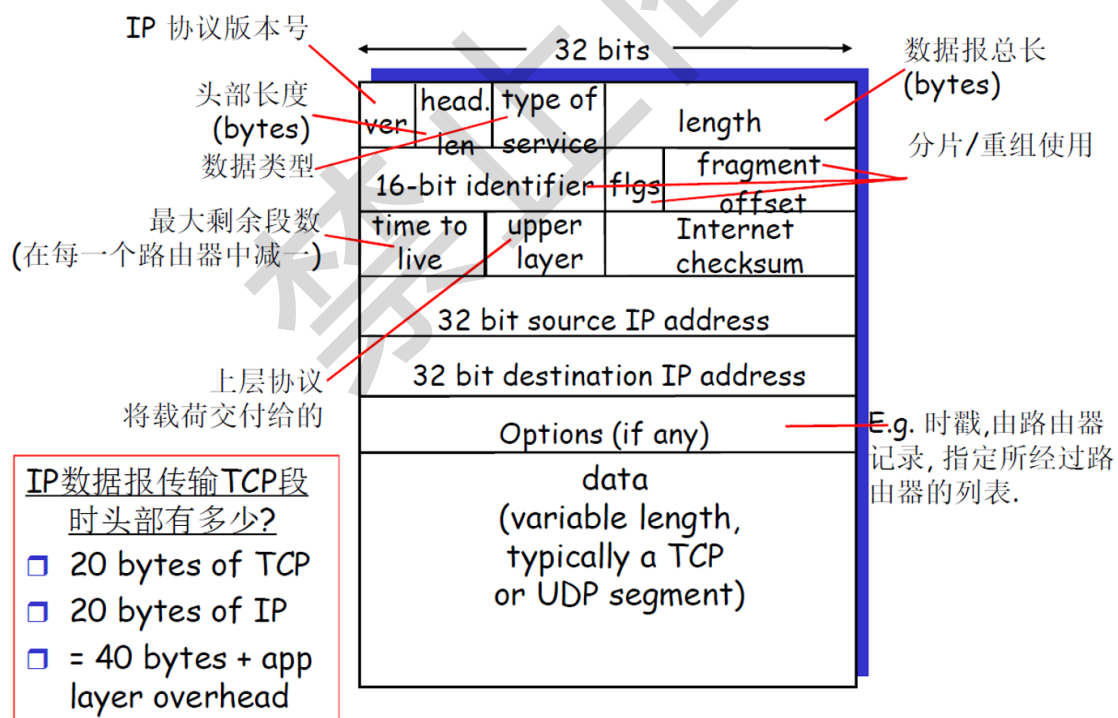 IP 协议版本号
32 bits
数据报总长
(bytes)
头部长度
(bytes)
ver
head.
len
type of
service
length
数据类型
分片/重组使用
16-bit identifier
flgs
fragment
offset
最大剩余段数
(在每一个路由器中减一)
time to
live
upper
layer
Internet
checksum
32 bit source IP address
上层协议
将载荷交付给的
32 bit destination IP address
Options (if any)
E.g. 时戳,由路由器
记录, 指定所经过路
由器的列表.
data
(variable length,
typically a TCP
or UDP segment)
IP数据报传输TCP段
时头部有多少?
20 bytes of TCP
20 bytes of IP
= 40 bytes + app
layer overhead
禁止